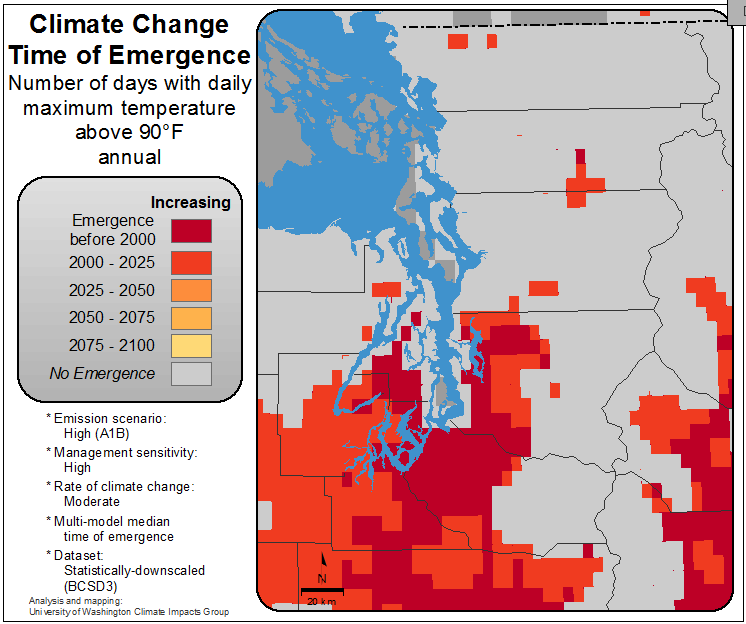 Climate Change
Time of Emergence
Number of days with daily
maximum temperature
above 90°F
annual
Increasing
Emergence
before 2000
2000 - 2025
2025 - 2050
2050 - 2075
2075 - 2100
No Emergence
* Emission scenario:
High (A1B)
* Management sensitivity:
High
* Rate of climate change:
Moderate
* Multi-model median
time of emergence
* Dataset:
Statistically-downscaled
(BCSD3)
Analysis and mapping:
University of Washington Climate Impacts Group
N
20 km